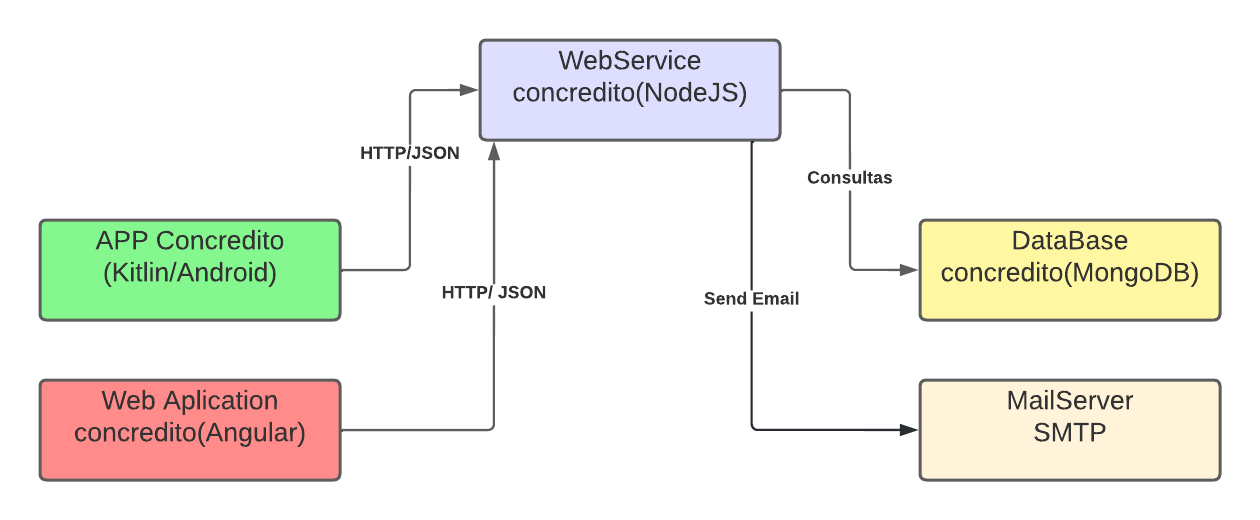 WebService
concredito(NodeJS)
HTTP/JSON
Consultas
APP Concredito
(Kitlin/Android)
DataBase
concredito(MongoDB)
HTTP/ JSON
Send Email
Web Aplication
concredito(Angular)
MailServer
SMTP